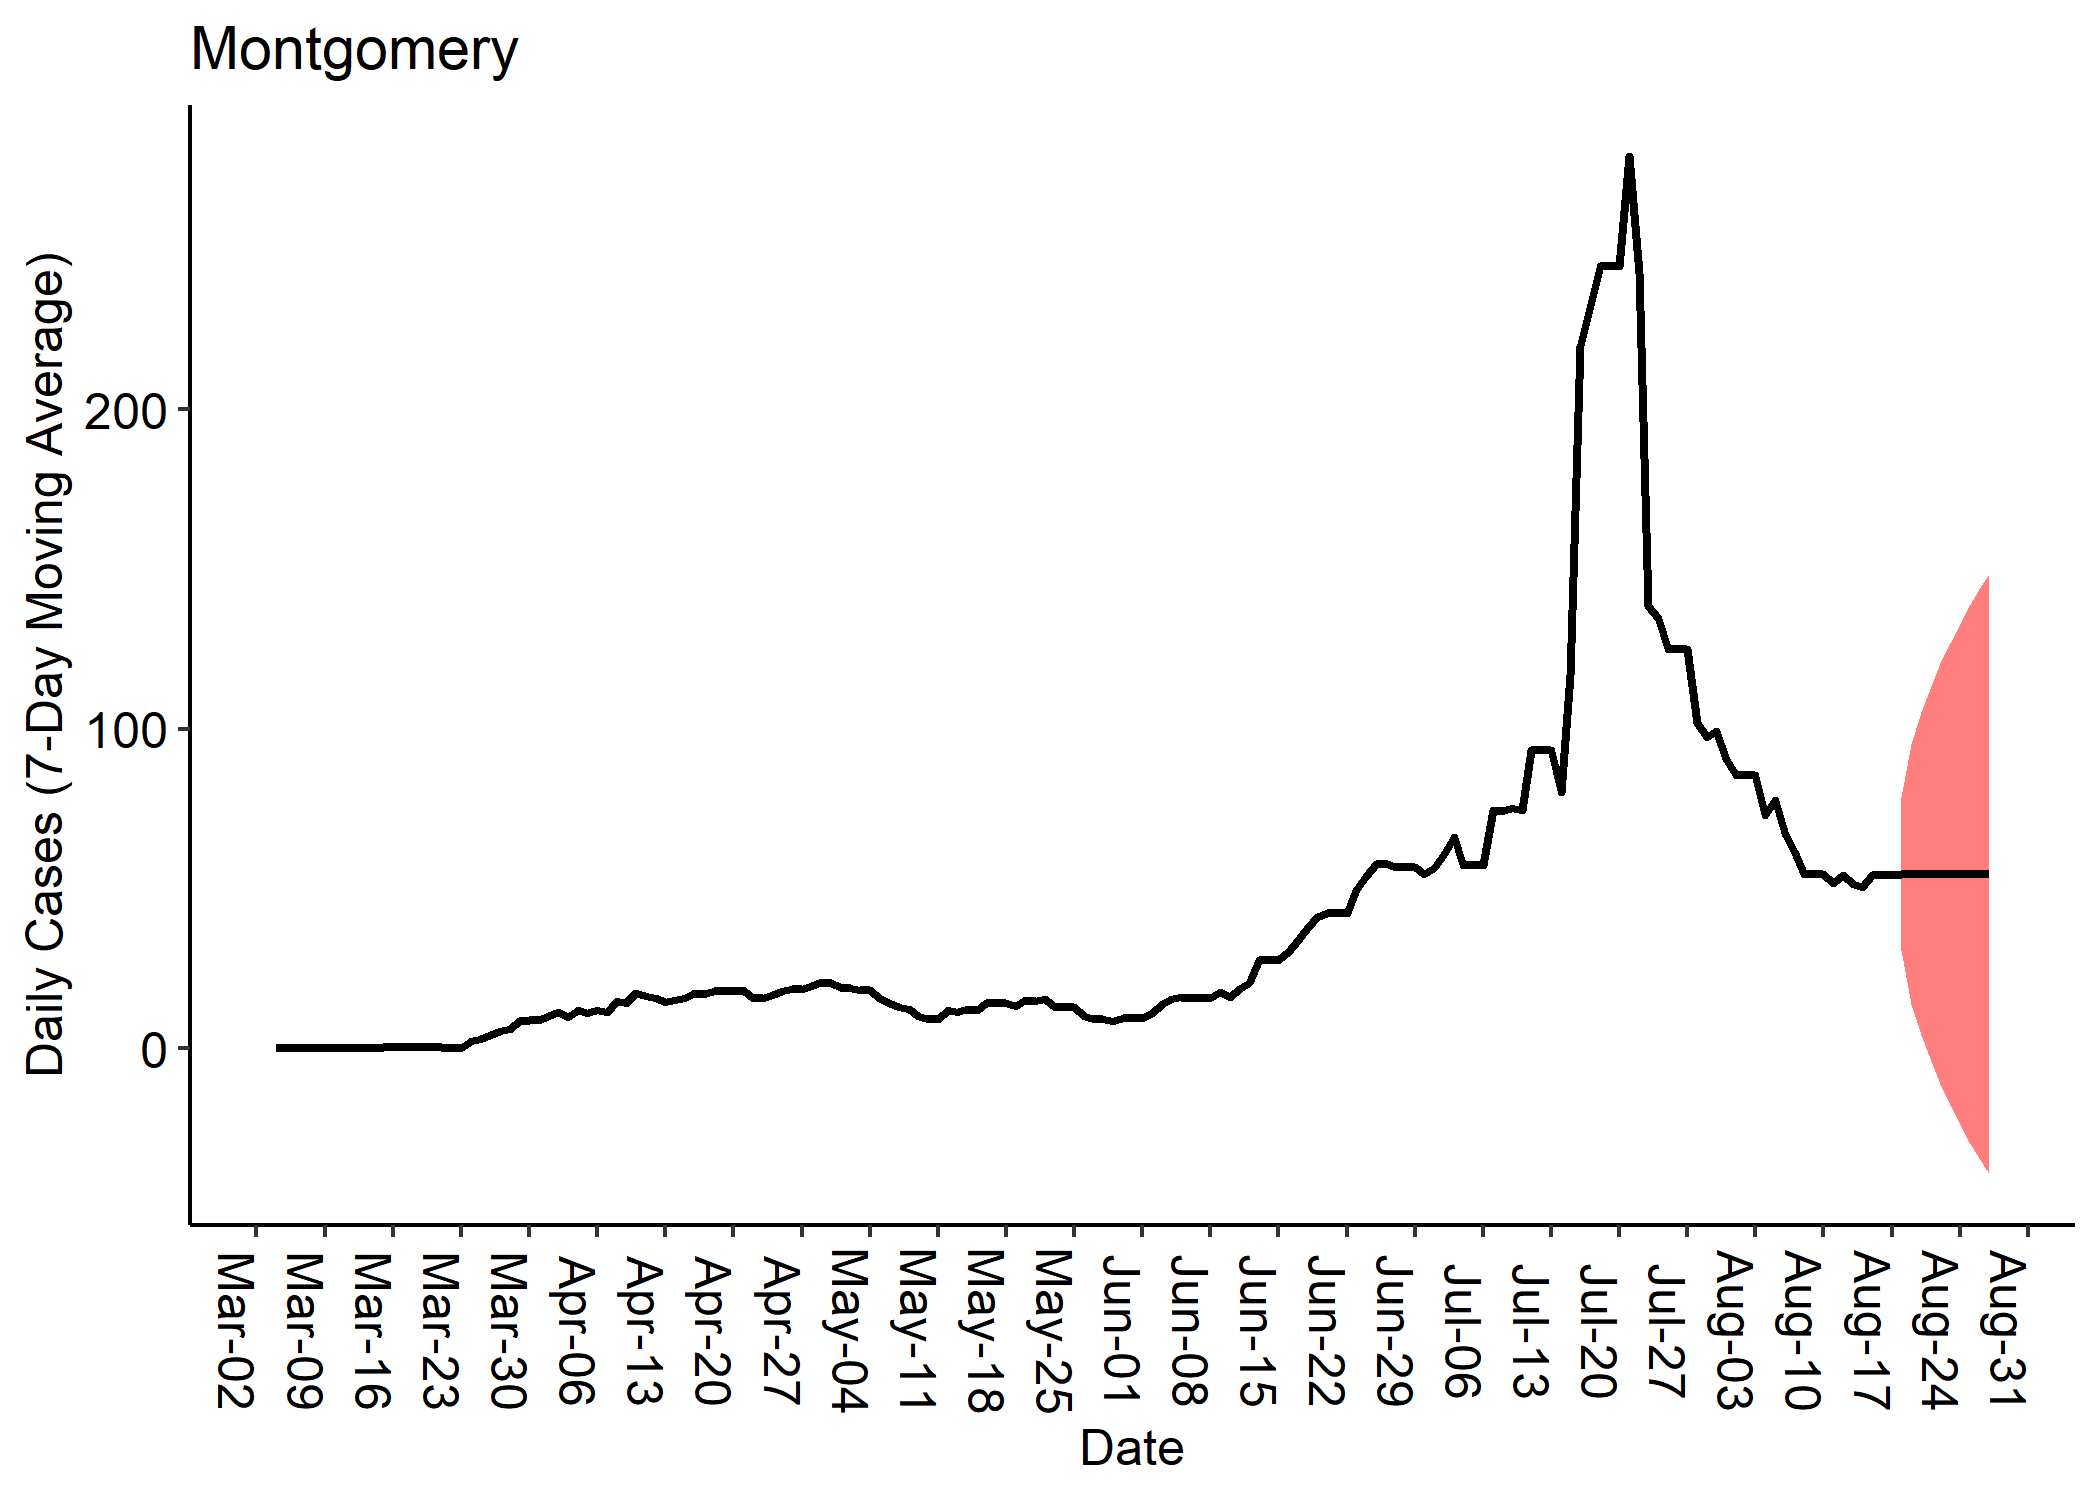 Montgomery
Daily Cases (7-Day Moving Average)
200
100
0
Mar-02
Mar-09
Mar-16
Mar-23
Mar-30
Apr-06
Apr-13
Apr-20
Apr-27
May-04
May-11
May-18
May-25
Jun-01
Jun-08
Jun-15
Jun-22
Jun-29
Jul-06
Jul-13
Jul-20
Jul-27
Aug-03
Aug-10
Aug-17
Aug-24
Aug-31
Date